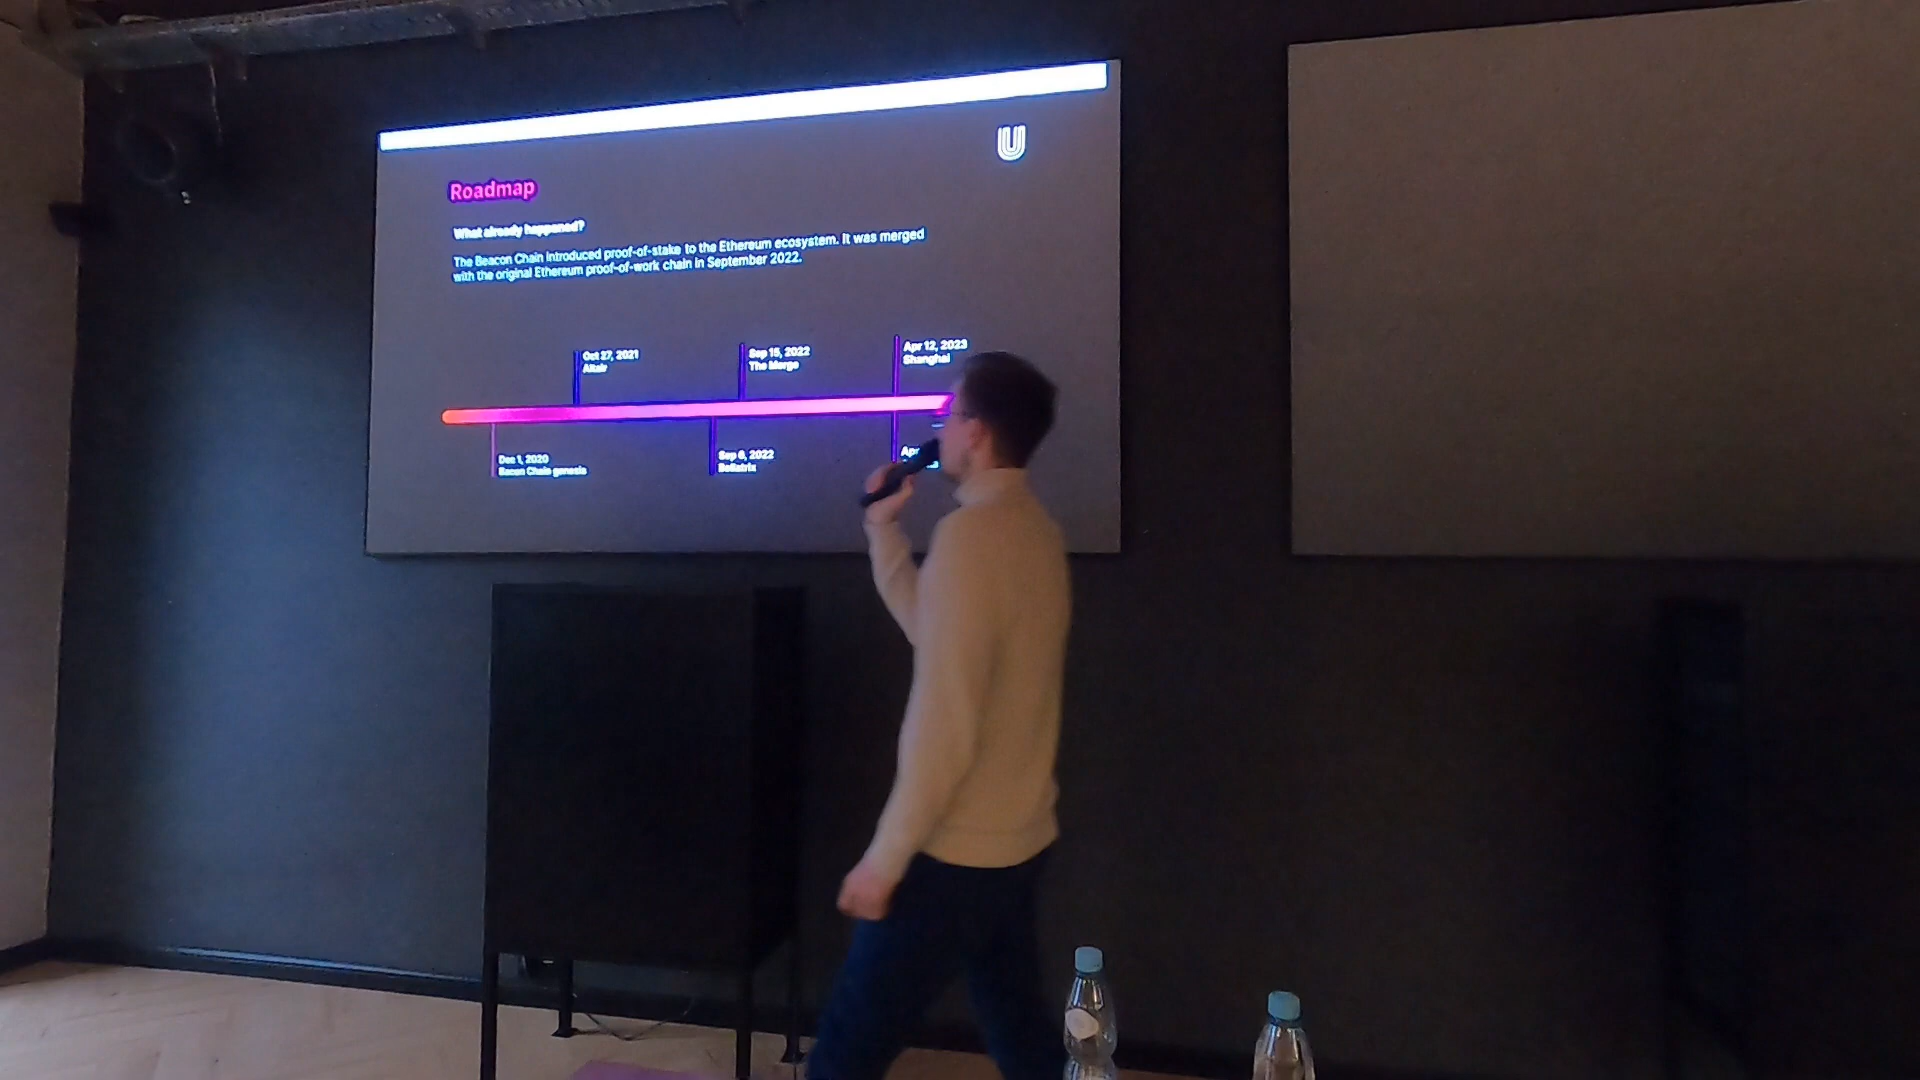 U
Roadmap
What already happened?
The Beacon Chain introduced proof-of-stake to the Ethereum ecosystem. It was merged
with the original Ethereum proof-of-work chain in September 2022.
Oct 27, 2021
Altair
Sep 15, 2022
The Merge
Apr 12, 2023
Shanghai
Dec 1, 2020
Bacon Chain genesis
Sep 6, 2022
Bellatrix
Apr